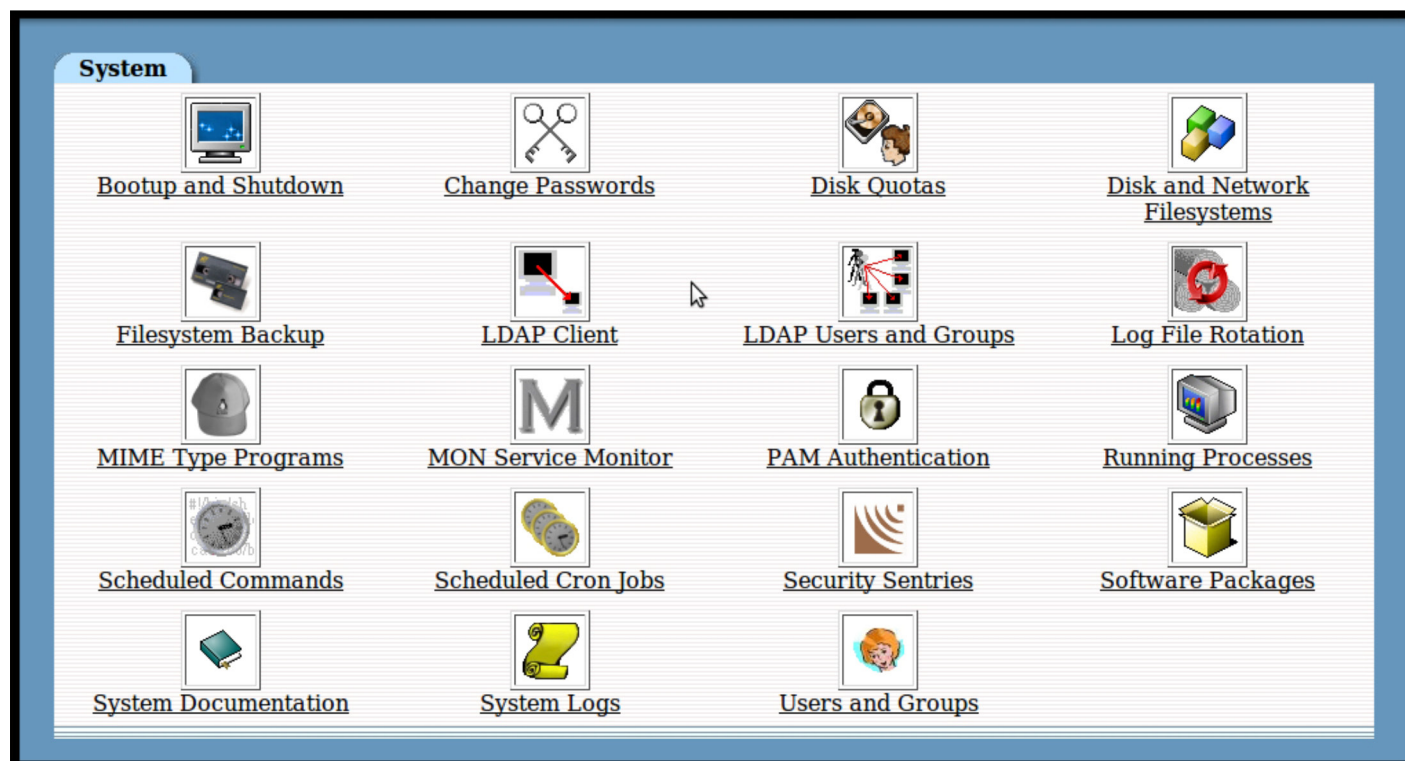 System
Bootup and Shutdown
Change Passwords
Disk Quotas
Disk and Network
Filesystems
Filesystem Backup
LDAP Client
LDAP Users and Groups
Log File Rotation
MIME Type Programs
MON Service Monitor
PAM Authentication
Running Processes
Scheduled Commands
Scheduled Cron Jobs
Security Sentries
Software Packages
System Documentation
System Logs
Users and Groups